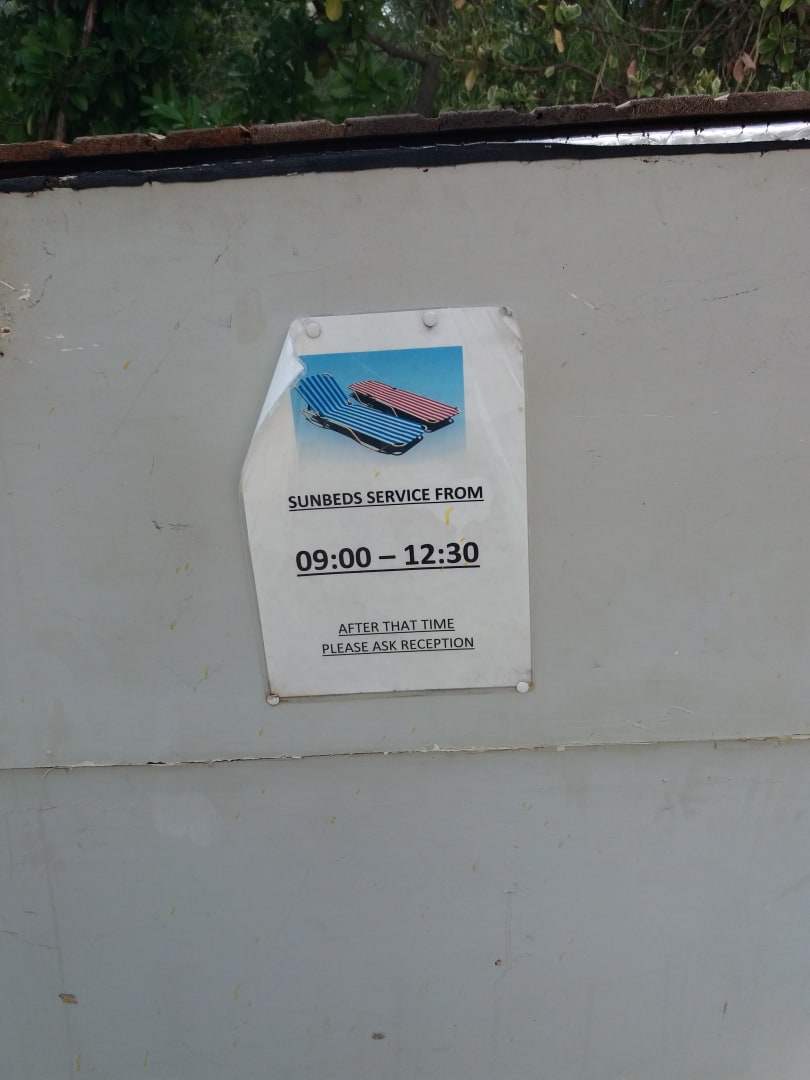 SUNBEDS SERVICE FROM
09:00 – 12:30
AFTER THAT TIME
PLEASE ASK RECEPTION